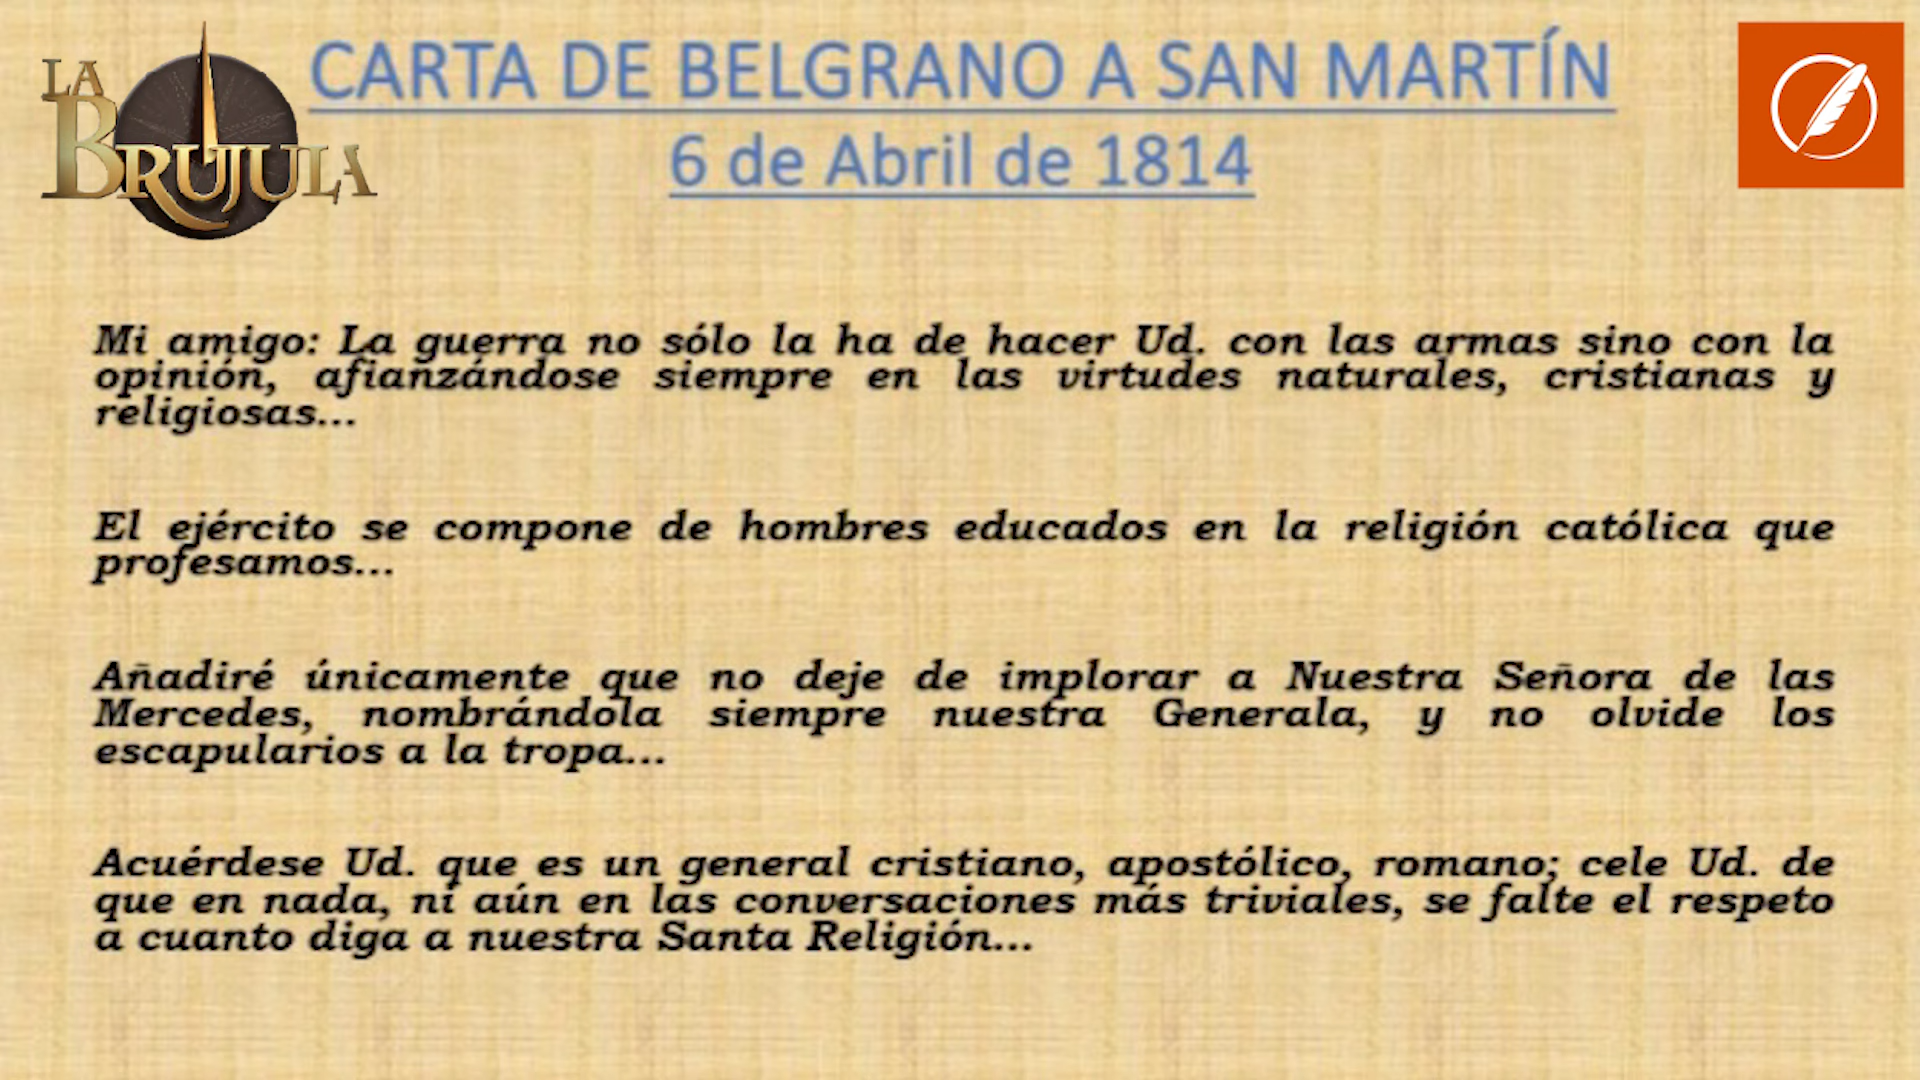 LA
BRUJULA
CARTA DE BELGRANO A SAN MARTÍN
6 de Abril de 1814
Mi amigo: La guerra no sólo la ha de hacer Ud. con las armas sino con la
opinión, afianzándose siempre en las virtudes naturales, cristianas y
religiosas...
El ejército se compone de hombres educados en la religión católica que
profesamos...
Añadiré únicamente que no deje de implorar a Nuestra Señora de las
Mercedes, nombrándola siempre nuestra Generala, y no olvide los
escapularios a la tropa...
Acuérdese Ud. que es un general cristiano, apostólico, romano; cele Ud. de
que en nada, ni aún en las conversaciones más triviales, se falte el respeto
a cuanto diga a nuestra Santa Religión...